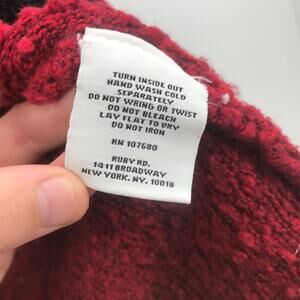 TURN INSIDE OUT
HAND WASH COLD
SEPARATELY
DO NOT WRING OR TWIST
DO NOT BLEACH
LAY FLAT TO DRY
DO NOT IRON
RN 107680
RUBY RD.
1411 BROADWAY
NEW YORK, NY. 10018